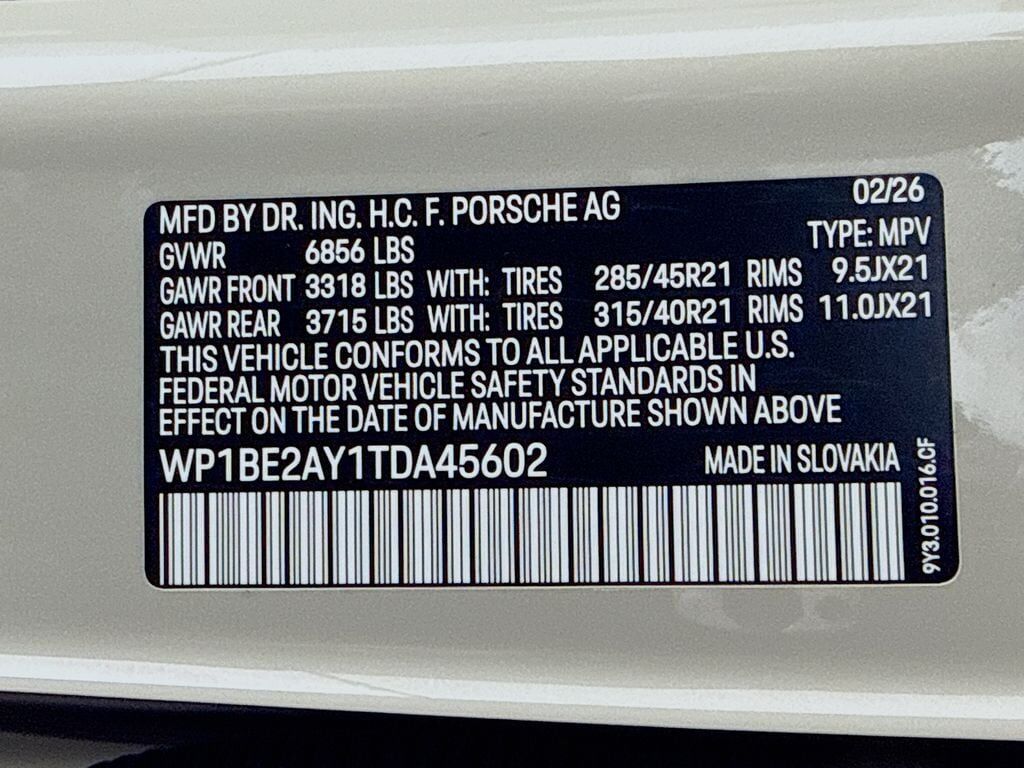 MFD BY DR. ING. H.C. F. PORSCHE AG 02/26
GVWR 6856 LBS TYPE: MPV
GAWR FRONT 3318 LBS WITH: TIRES 285/45R21 RIMS 9.5JX21
GAWR REAR 3715 LBS WITH: TIRES 315/40R21 RIMS 11.0JX21
THIS VEHICLE CONFORMS TO ALL APPLICABLE U.S.
FEDERAL MOTOR VEHICLE SAFETY STANDARDS IN
EFFECT ON THE DATE OF MANUFACTURE SHOWN ABOVE
WP1BE2AY1TDA45602 MADE IN SLOVAKIA
9Y3.010.016.CF